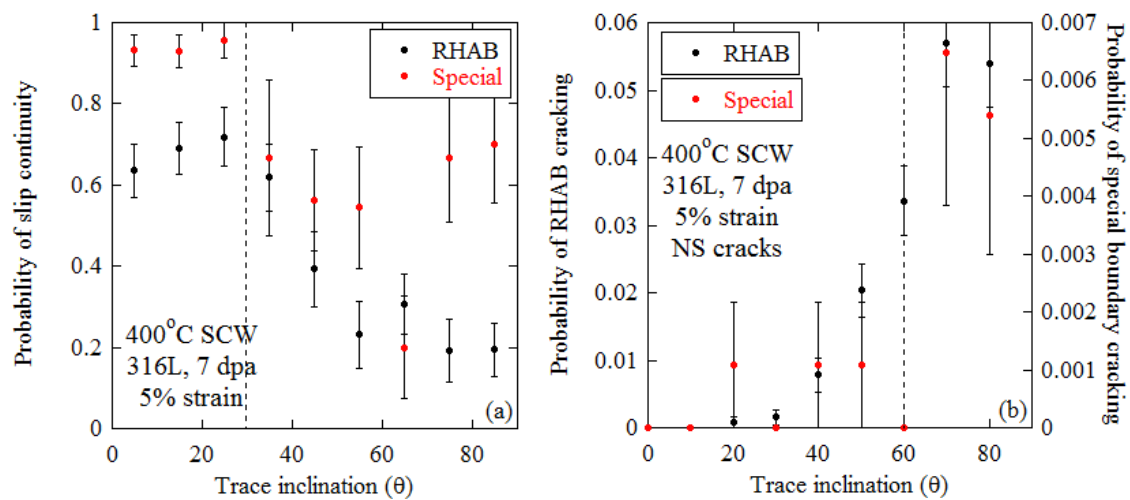 Probability of slip continuity
1
0.8
0.6
0.4
0.2
0
RHAB
Special
400°C SCW
316L, 7 dpa
5% strain
(a)
0 20 40 60 80
Trace inclination (θ)
Probability of RHAB cracking
0.06
0.05
0.04
0.03
0.02
0.01
0
RHAB
Special
400°C SCW
316L, 7 dpa
5% strain
NS cracks
(b)
0 20 40 60 80
Trace inclination (θ)
0.007
0.006
0.005
0.004
0.003
0.002
0.001
0
Probability of special boundary cracking